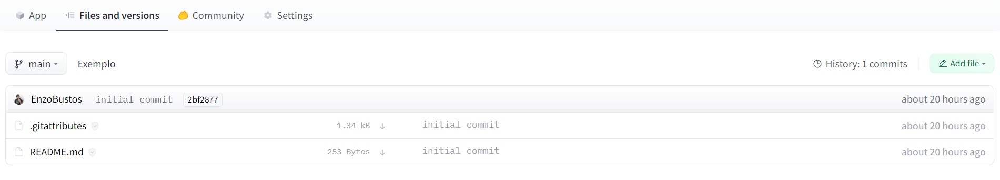 App Files and versions Community Settings
main Exemplo History: 1 commits Add file
EnzoBustos initial commit 2bf2877 about 20 hours ago
.gitattributes 1.34 kB initial commit about 20 hours ago
README.md 253 Bytes initial commit about 20 hours ago